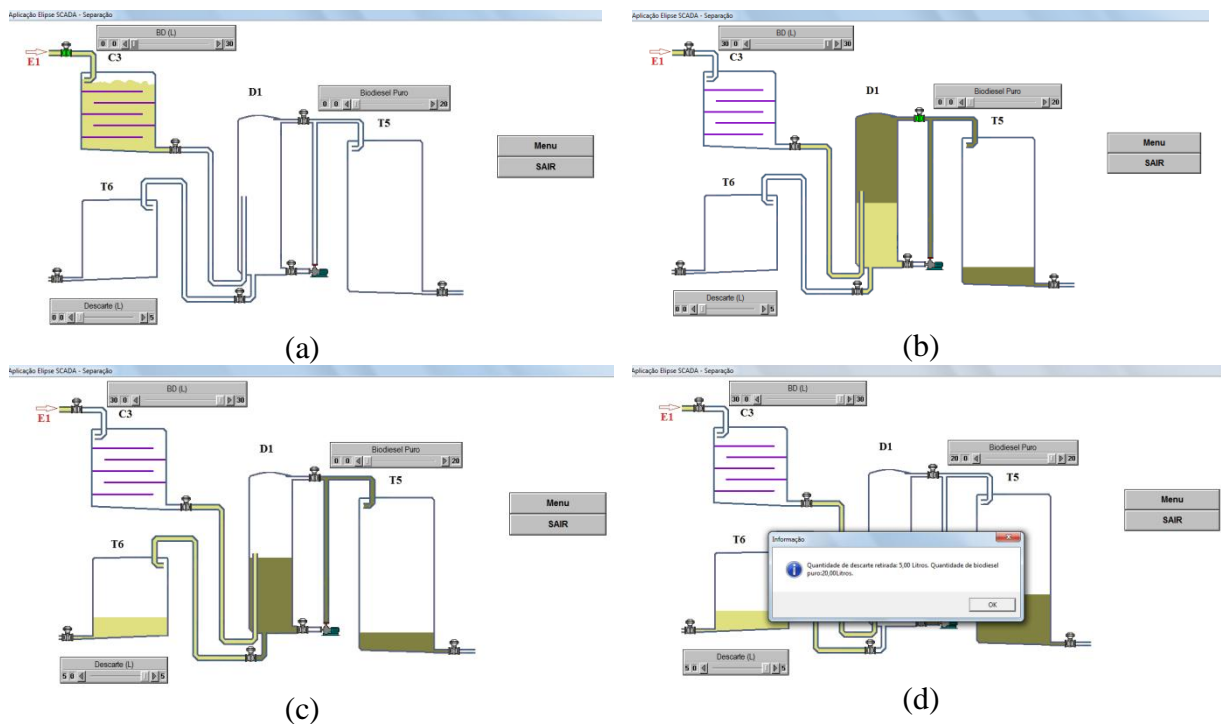 Aplicação Elipse SCADA - Separação
BD (L)
0 0 30
E1
C3
D1
Biodiesel Puro
0 0 20
T5
Menu
SAIR
T6
Descarte (L)
0 0 5
(a)
Aplicação Elipse SCADA - Separação
BD (L)
30 0 30
E1
C3
D1
Biodiesel Puro
0 0 20
T5
Menu
SAIR
T6
Descarte (L)
0 0 5
(b)
Aplicação Elipse SCADA - Separação
BD (L)
30 0 30
E1
C3
D1
Biodiesel Puro
0 0 20
T5
Menu
SAIR
T6
Descarte (L)
5 0 5
(c)
Aplicação Elipse SCADA - Separação
BD (L)
30 0 30
E1
C3
D1
Biodiesel Puro
20 0 20
T5
Menu
SAIR
T6
Informação
Quantidade de descarte retirada: 5,00 Litros. Quantidade de biodiesel
puro:20,00Litros.
OK
Descarte (L)
5 0 5
(d)